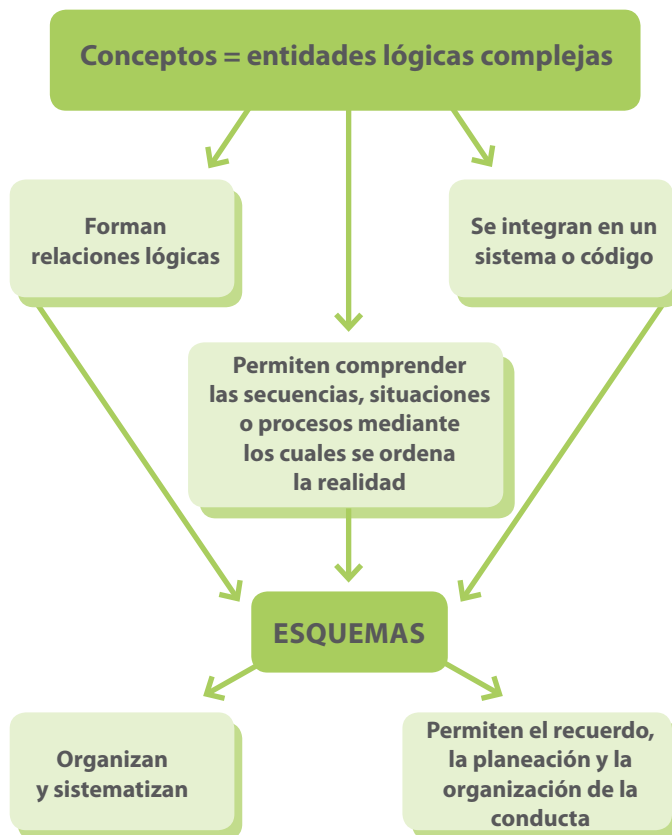 Conceptos = entidades lógicas complejas
Forman
relaciones lógicas
Se integran en un
sistema o código
Permiten comprender
las secuencias, situaciones
o procesos mediante
los cuales se ordena
la realidad
ESQUEMAS
Organizan
y sistematizan
Permiten el recuerdo,
la planeación y la
organización de la
conducta